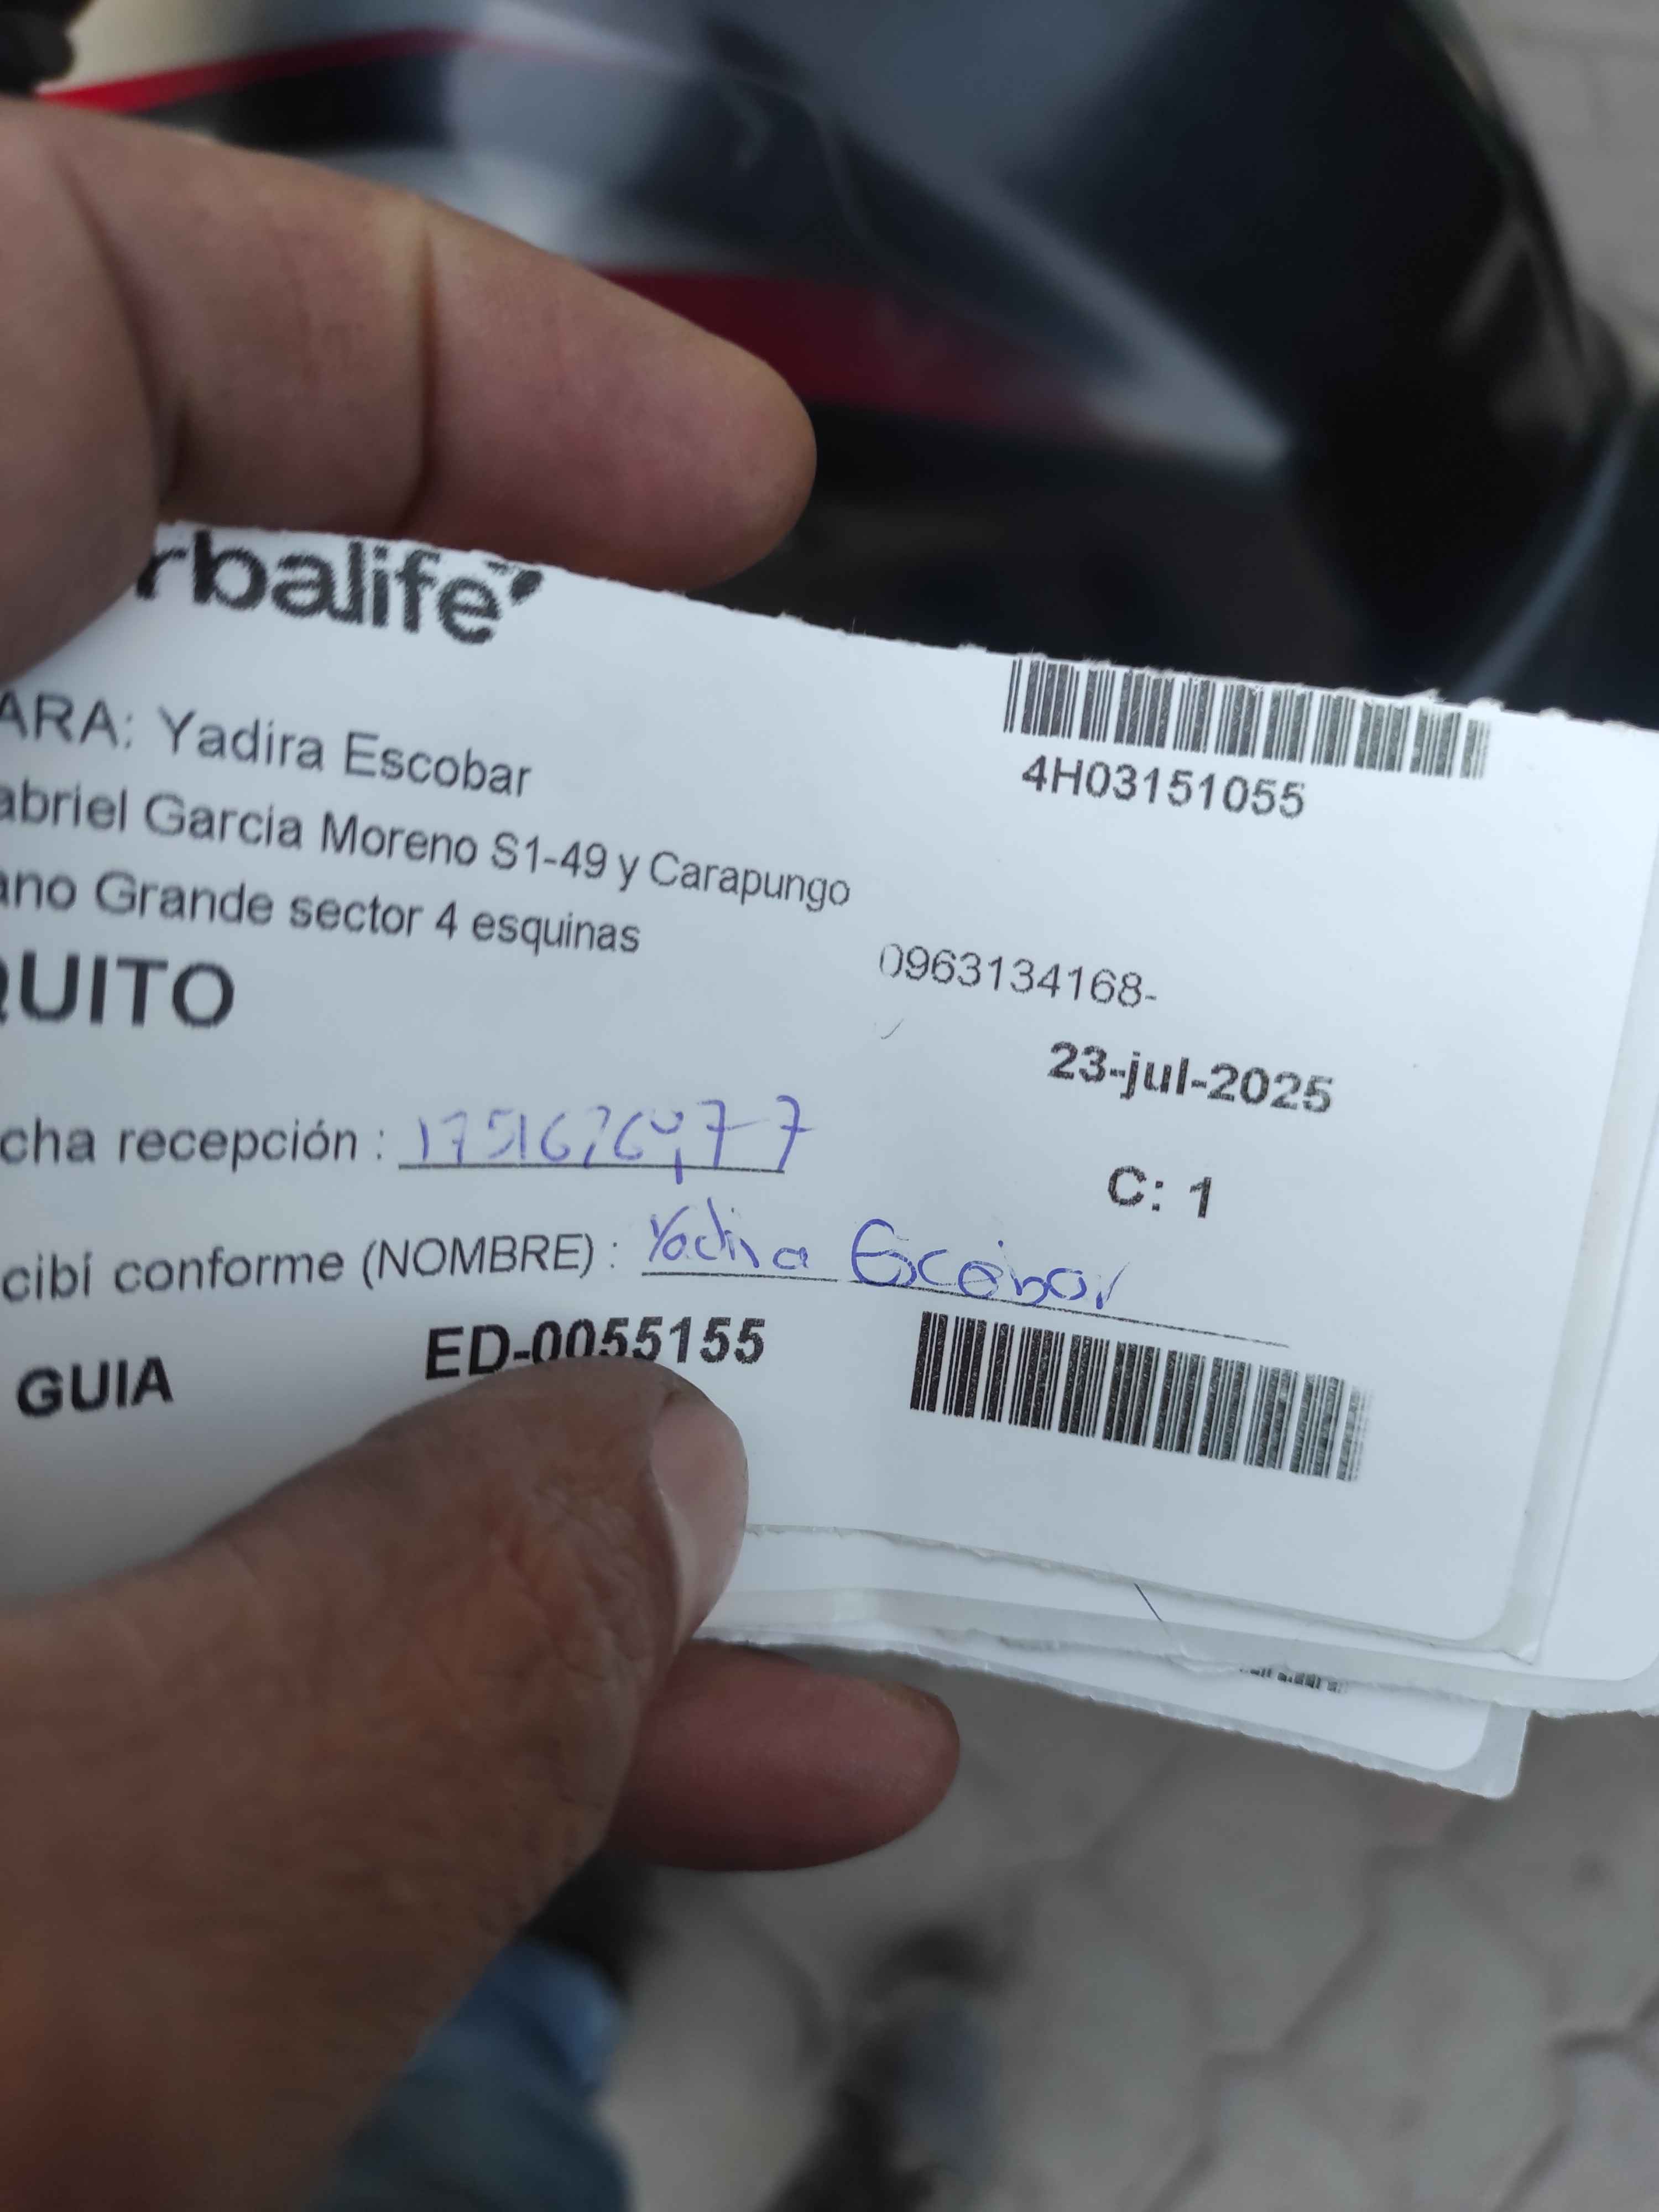 rbalife
ARA: Yadira Escobar
4H03151055
abriel Garcia Moreno S1-49 y Carapungo
ano Grande sector 4 esquinas
0963134168-
QUITO
23-jul-2025
cha recepción :
C: 1
cibí conforme (NOMBRE) : Yadira Escobar
GUIA ED-0055155